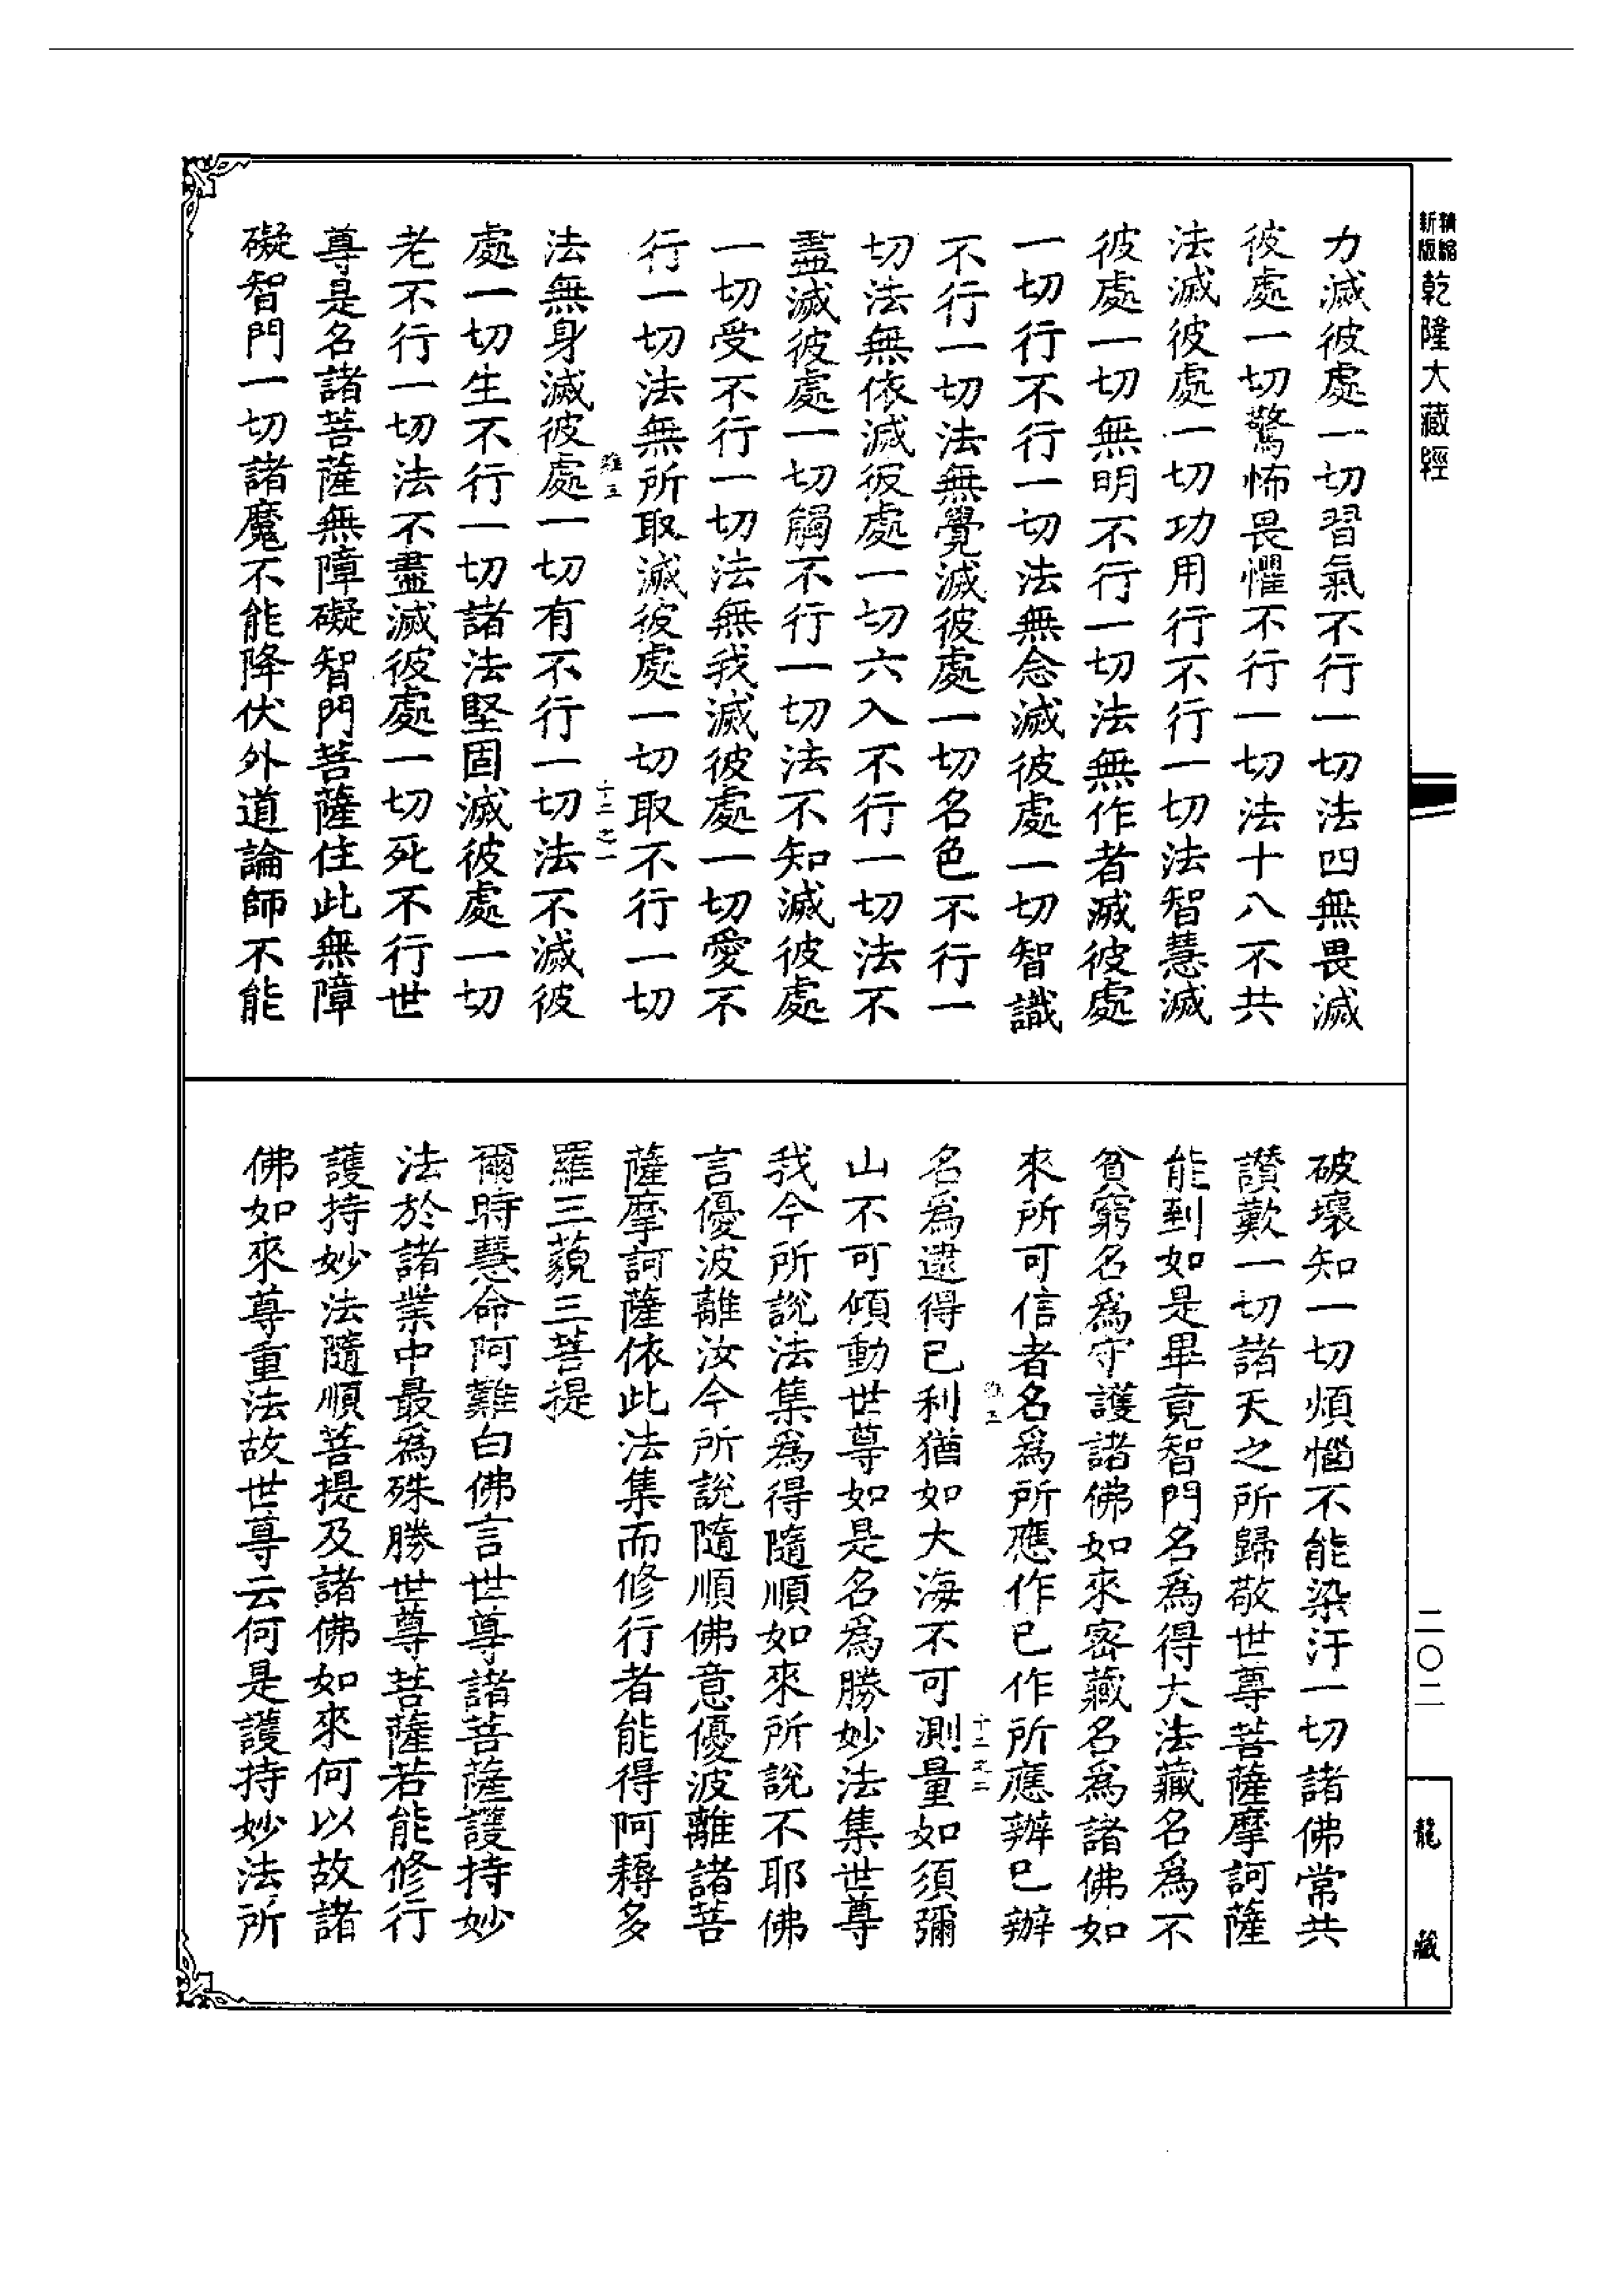 精縮新版乾隆大藏經
力滅彼處一切習氣不行一切法四無畏滅
彼處一切驚怖畏懼不行一切法十八不共
法滅彼處一切功用行不行一切法智慧滅
彼處一切無明不行一切法無作者滅彼處
一切行不行一切法無念滅彼處一切智識
不行一切法無覺滅彼處一切名色不行一
切法無依滅彼處一切六入不行一切法不
盡滅彼處一切觸不行一切法不知滅彼處
一切受不行一切法無我滅彼處一切愛不
行一切法無所取滅彼處一切取不行一切
十二之一
法無身滅彼處一切有不行一切法不滅彼
處一切生不行一切諸法堅固滅彼處一切
老不行一切法不盡滅彼處一切死不行世
尊是名諸菩薩無障礙智門菩薩住此無障
礙智門一切諸魔不能降伏外道論師不能
破壞知一切煩惱不能染汙一切諸佛常共
讚歎一切諸天之所歸敬世尊菩薩摩訶薩
能到如是畢竟智門名爲得大法藏名爲不
貧窮名爲守護諸佛如來密藏名爲諸佛如
來所可信者名爲所應作已作所應辦已辦
十二之二
名爲逮得已利猶如大海不可測量如須彌
山不可傾動世尊如是名爲勝妙法集世尊
我今所說法集爲得隨順如來所說不耶佛
言優波離汝今所說隨順佛意優波離諸菩
薩摩訶薩依此法集而修行者能得阿耨多
羅三藐三菩提
爾時慧命阿難白佛言世尊諸菩薩護持妙
法於諸業中最爲殊勝世尊菩薩若能修行
護持妙法隨順菩提及諸佛如來何以故諸
佛如來尊重法故世尊云何是護持妙法所
二〇二
龍藏